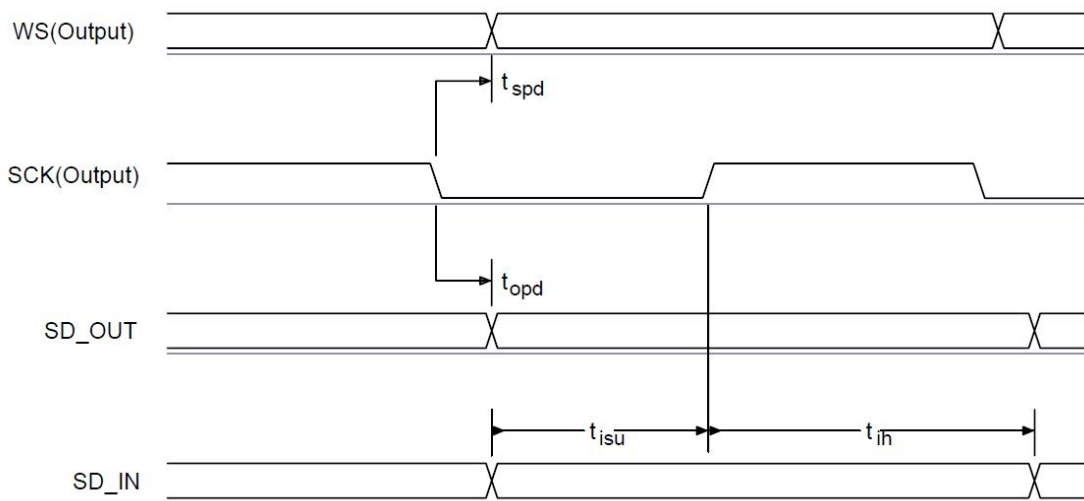 WS(Output)
t spd
SCK(Output)
t opd
SD_OUT
t isu
t ih
SD_IN